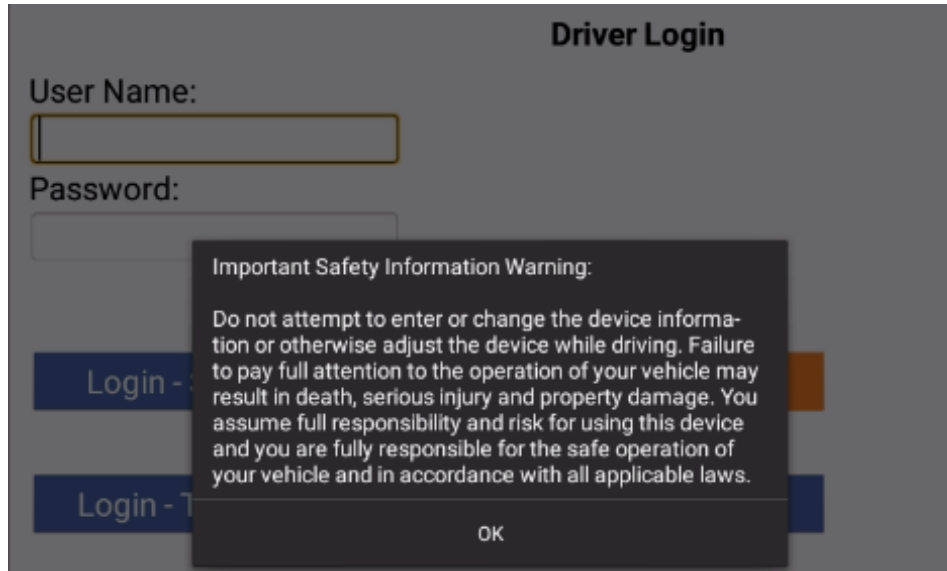 Driver Login
User Name:
Password:
Important Safety Information Warning:
Do not attempt to enter or change the device informa-
tion or otherwise adjust the device while driving. Failure
to pay full attention to the operation of your vehicle may
result in death, serious injury and property damage. You
assume full responsibility and risk for using this device
and you are fully responsible for the safe operation of
your vehicle and in accordance with all applicable laws.
Login -
Login -
OK